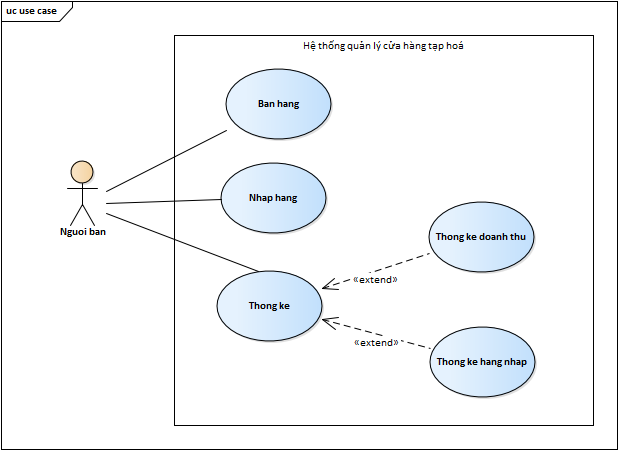 uc use case
Hệ thống quản lý cửa hàng tạp hoá
Ban hang
Nhap hang
Nguoi ban
Thong ke doanh thu
«extend»
Thong ke
«extend»
Thong ke hang nhap